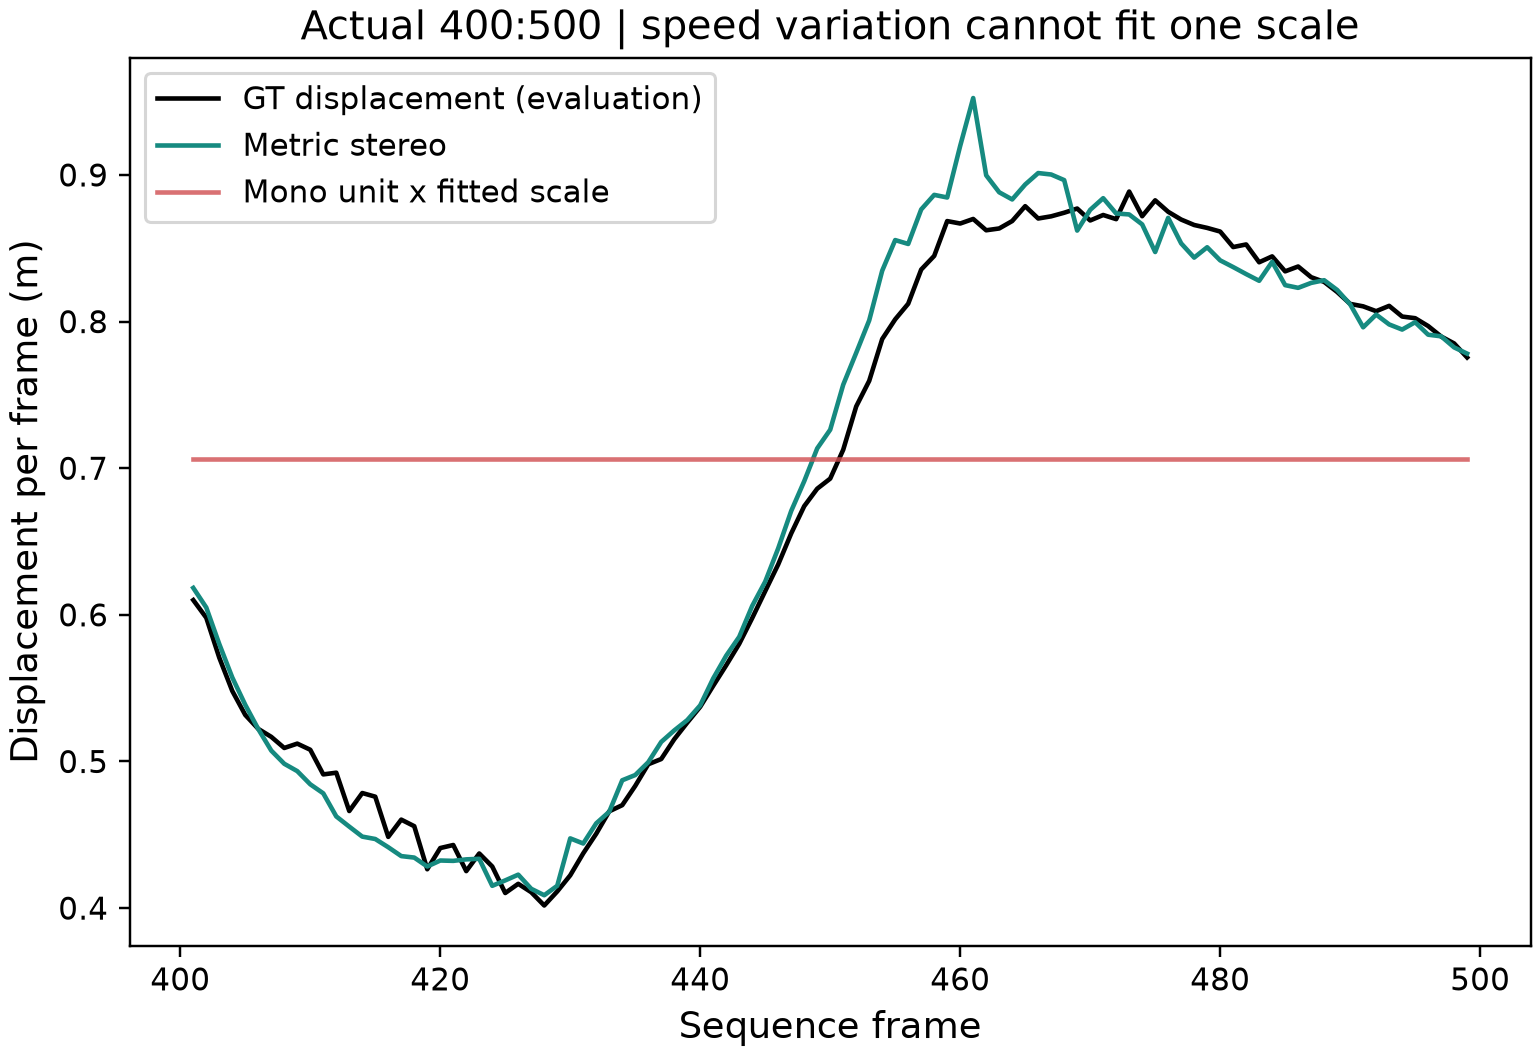 Actual 400:500 | speed variation cannot fit one scale
GT displacement (evaluation)
Metric stereo
Mono unit x fitted scale
Displacement per frame (m)
0.9
0.8
0.7
0.6
0.5
0.4
400 420 440 460 480 500
Sequence frame